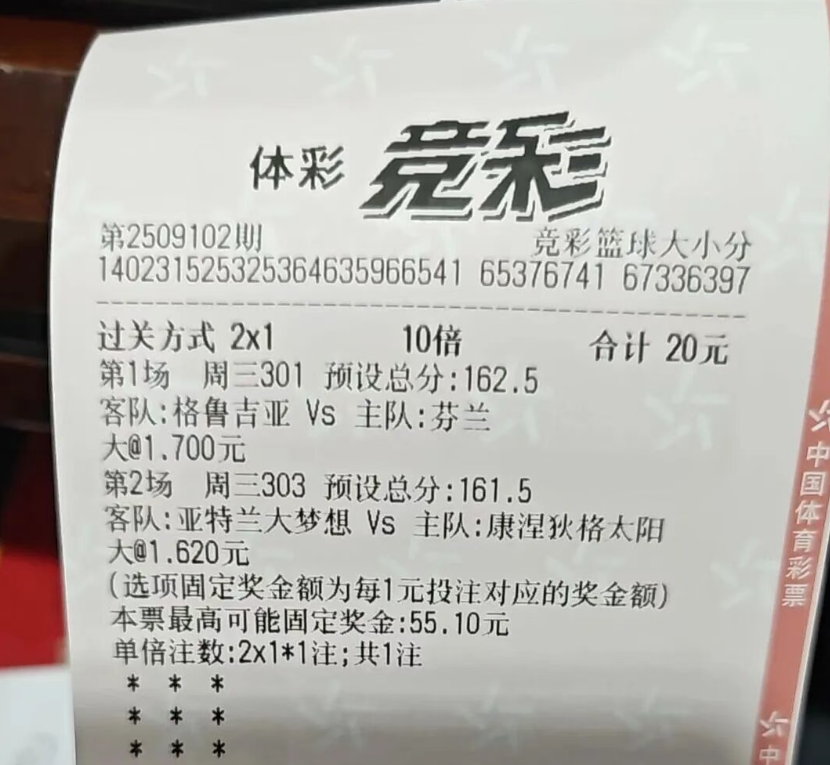 体彩 竞彩
第2509102期 竞彩篮球大小分
140231525325364635966541 65376741 67336397
过关方式 2x1 10倍 合计 20元
第1场 周三301 预设总分:162.5
客队:格鲁吉亚 Vs 主队:芬兰
大@1.700元
第2场 周三303 预设总分:161.5
客队:亚特兰大梦想 Vs 主队:康涅狄格太阳
大@1.620元
(选项固定奖金额为每1元投注对应的奖金额)
本票最高可能固定奖金:55.10元
单倍注数:2x1*1注;共1注
* * *
* * *
* * *
中国体育彩票
中